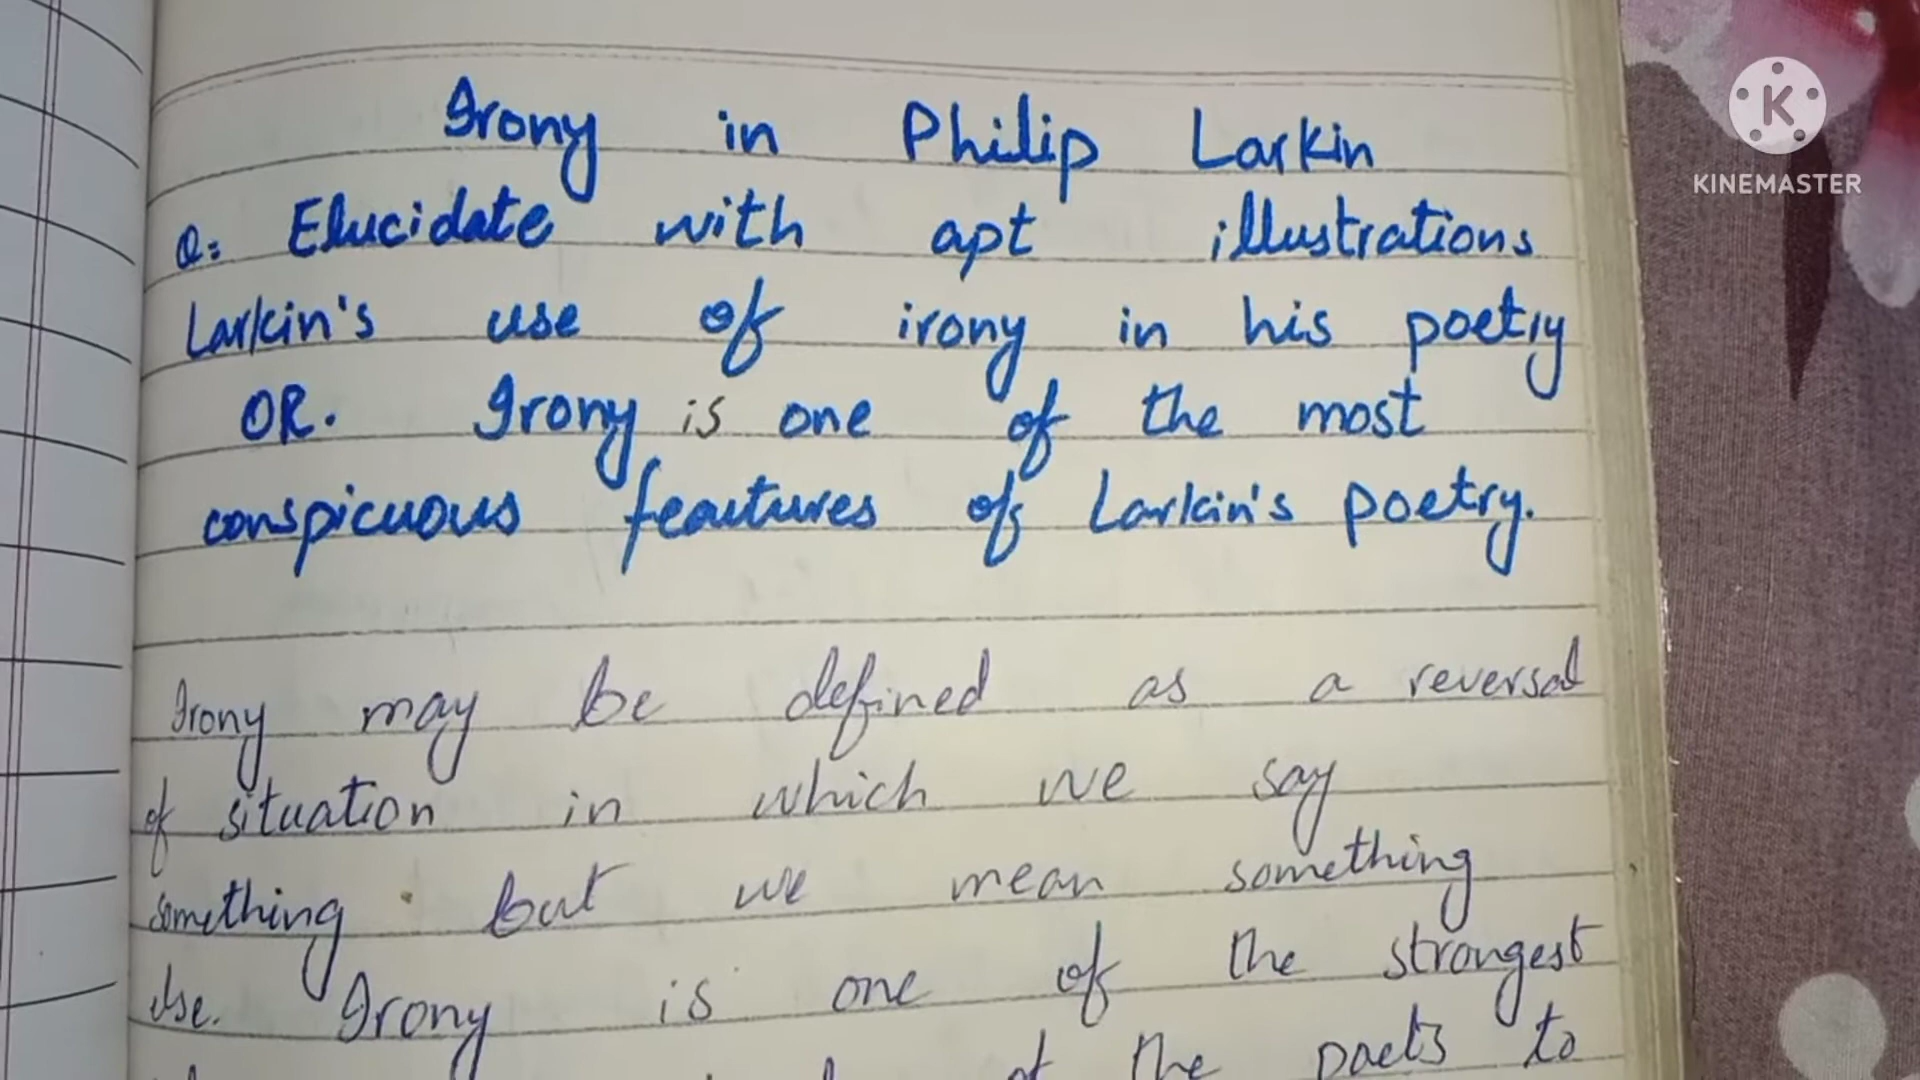 Irony in Philip Larkin
Q: Elucidate with apt illustrations
Larkin's use of irony in his poetry
OR. Irony is one of the most
conspicuous feautures of Larkin's poetry.
Irony may be defined as a reversal
of situation in which we say
something but we mean something
else. Irony is one of the strongest
of the poets to
K
KINEMASTER